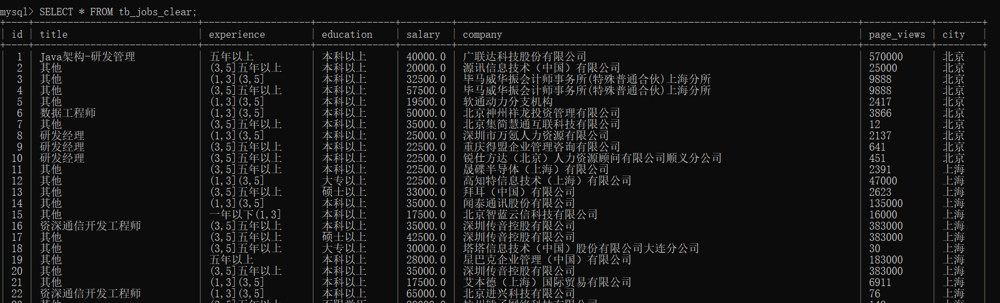 mysql> SELECT * FROM tb_jobs_clear;
| id | title | experience | education | salary | company | page_views | city |
| 1 | Java架构-研发管理 | 五年以上 | 本科以上 | 40000.0 | 广联达科技股份有限公司 | 570000 | 北京 |
| 2 | 其他 | (3,5]五年以上 | 本科以上 | 20000.0 | 源讯信息技术（中国）有限公司 | 25000 | 北京 |
| 3 | 其他 | (1,3](3,5] | 本科以上 | 32500.0 | 毕马威华振会计师事务所(特殊普通合伙)上海分所 | 9888 | 北京 |
| 4 | 其他 | (3,5]五年以上 | 本科以上 | 57500.0 | 毕马威华振会计师事务所(特殊普通合伙)上海分所 | 9888 | 北京 |
| 5 | 其他 | (1,3](3,5] | 本科以上 | 19500.0 | 软通动力分支机构 | 2417 | 北京 |
| 6 | 数据工程师 | (1,3](3,5] | 本科以上 | 50000.0 | 北京神州祥龙投资管理有限公司 | 3866 | 北京 |
| 7 | 其他 | (3,5]五年以上 | 本科以上 | 35000.0 | 北京集简慧通互联科技有限公司 | 12 | 北京 |
| 8 | 研发经理 | (1,3](3,5] | 本科以上 | 25000.0 | 深圳市万氪人力资源有限公司 | 2137 | 北京 |
| 9 | 研发经理 | (3,5]五年以上 | 本科以上 | 22500.0 | 重庆得盟企业管理咨询有限公司 | 641 | 北京 |
| 10 | 研发经理 | (3,5]五年以上 | 本科以上 | 22500.0 | 锐仕方达（北京）人力资源顾问有限公司顺义分公司 | 451 | 北京 |
| 11 | 其他 | (3,5]五年以上 | 本科以上 | 22500.0 | 晟碟半导体（上海）有限公司 | 2391 | 上海 |
| 12 | 其他 | (1,3](3,5] | 大专以上 | 22500.0 | 高知特信息技术（上海）有限公司 | 47000 | 上海 |
| 13 | 其他 | (3,5]五年以上 | 硕士以上 | 33000.0 | 拜耳（中国）有限公司 | 2623 | 上海 |
| 14 | 其他 | (1,3](3,5] | 本科以上 | 35000.0 | 闻泰通讯股份有限公司 | 135000 | 上海 |
| 15 | 其他 | 一年以下(1,3] | 本科以上 | 17500.0 | 北京智蓝云信科技有限公司 | 16000 | 上海 |
| 16 | 资深通信开发工程师 | (3,5]五年以上 | 本科以上 | 35000.0 | 深圳传音控股有限公司 | 383000 | 上海 |
| 17 | 其他 | (3,5]五年以上 | 硕士以上 | 42500.0 | 深圳传音控股有限公司 | 383000 | 上海 |
| 18 | 其他 | (3,5]五年以上 | 大专以上 | 30000.0 | 塔塔信息技术（中国）股份有限公司大连分公司 | 30 | 上海 |
| 19 | 其他 | 五年以上 | 本科以上 | 28000.0 | 星巴克企业管理（中国）有限公司 | 183000 | 上海 |
| 20 | 其他 | (3,5]五年以上 | 本科以上 | 35000.0 | 深圳传音控股有限公司 | 383000 | 上海 |
| 21 | 其他 | (1,3](3,5] | 本科以上 | 17500.0 | 艾本德（上海）国际贸易有限公司 | 6911 | 上海 |
| 22 | 资深通信开发工程师 | (1,3](3,5] | 本科以上 | 65000.0 | 北京进兴科技有限公司 | 76 | 上海 |